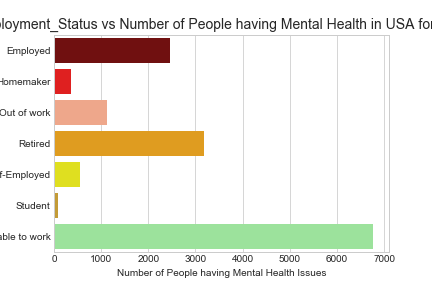 loyment_Status vs Number of People having Mental Health in USA for
Employed
Homemaker
Out of work
Retired
f-Employed
Student
able to work
0 1000 2000 3000 4000 5000 6000 7000
Number of People having Mental Health Issues